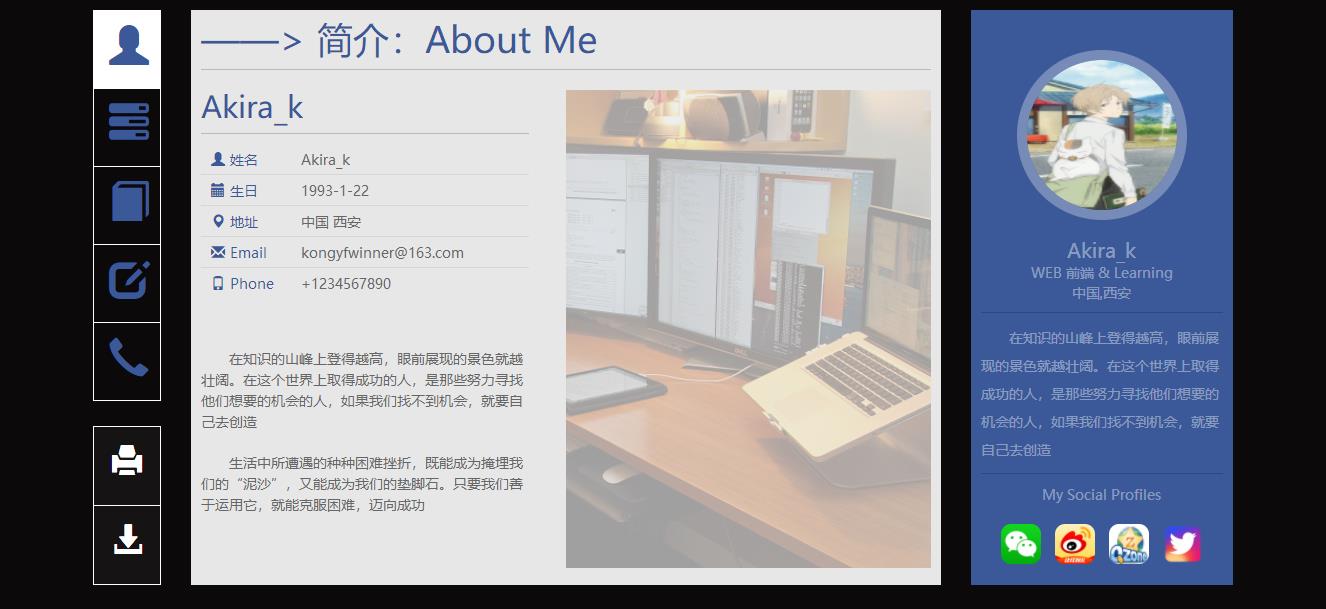 ——> 简介：About Me
Akira_k
姓名 Akira_k
生日 1993-1-22
地址 中国 西安
Email kongyfwinner@163.com
Phone +1234567890
在知识的山峰上登得越高，眼前展现的景色就越
壮阔。在这个世界上取得成功的人，是那些努力寻找
他们想要的机会的人，如果我们找不到机会，就要自
己去创造
生活中所遭遇的种种困难挫折，既能成为掩埋我
们的“泥沙”，又能成为我们的垫脚石。只要我们善
于运用它，就能克服困难，迈向成功
Akira_k
WEB 前端 & Learning
中国,西安
在知识的山峰上登得越高，眼前展
现的景色就越壮阔。在这个世界上取得
成功的人，是那些努力寻找他们想要的
机会的人，如果我们找不到机会，就要
自己去创造
My Social Profiles
Qzone